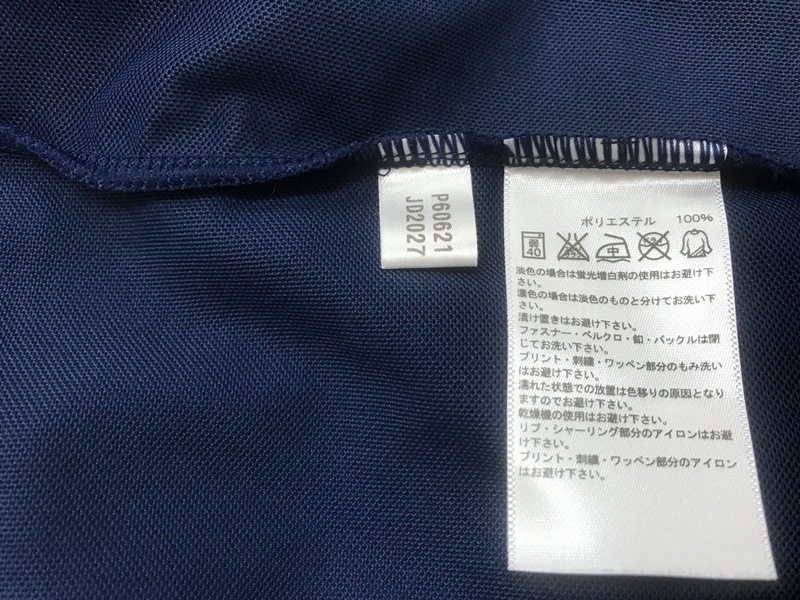 P60621
JD2027
ポリエステル 100%
弱
40
中
淡色の場合は蛍光増白剤の使用はお避け下
さい。
濃色の場合は淡色のものと分けてお洗い下
さい。
漬け置きはお避け下さい。
ファスナー・ベルクロ・釦・バックルは閉
じてお洗い下さい。
プリント・刺繍・ワッペン部分のもみ洗い
はお避け下さい。
濡れた状態での放置は色移りの原因となり
ますのでお避け下さい。
乾燥機の使用はお避け下さい。
リブ・シャーリング部分のアイロンはお避
け下さい。
プリント・刺繍・ワッペン部分のアイロン
はお避け下さい。